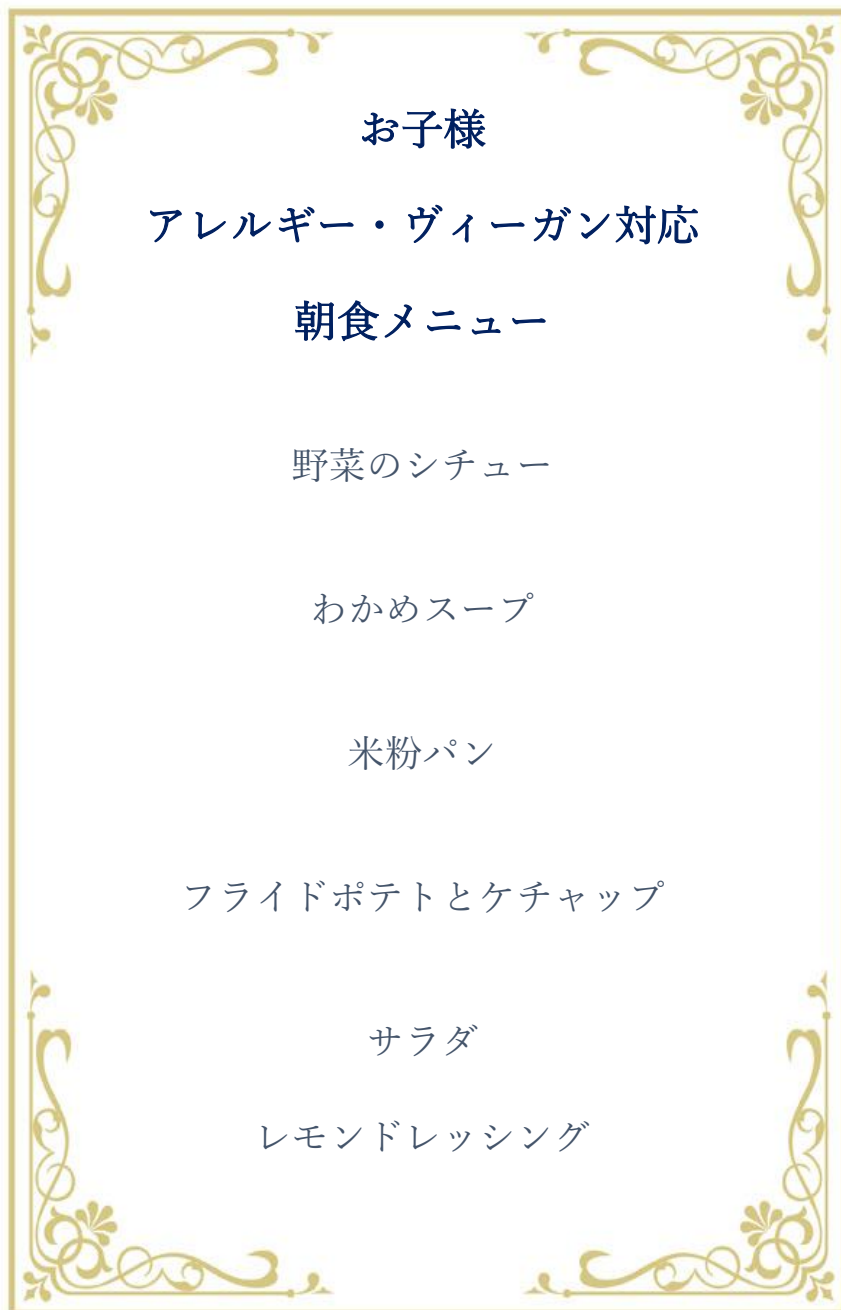 お子様
アレルギー・ヴィーガン対応
朝食メニュー
野菜のシチュー
わかめスープ
米粉パン
フライドポテトとケチャップ
サラダ
レモンドレッシング